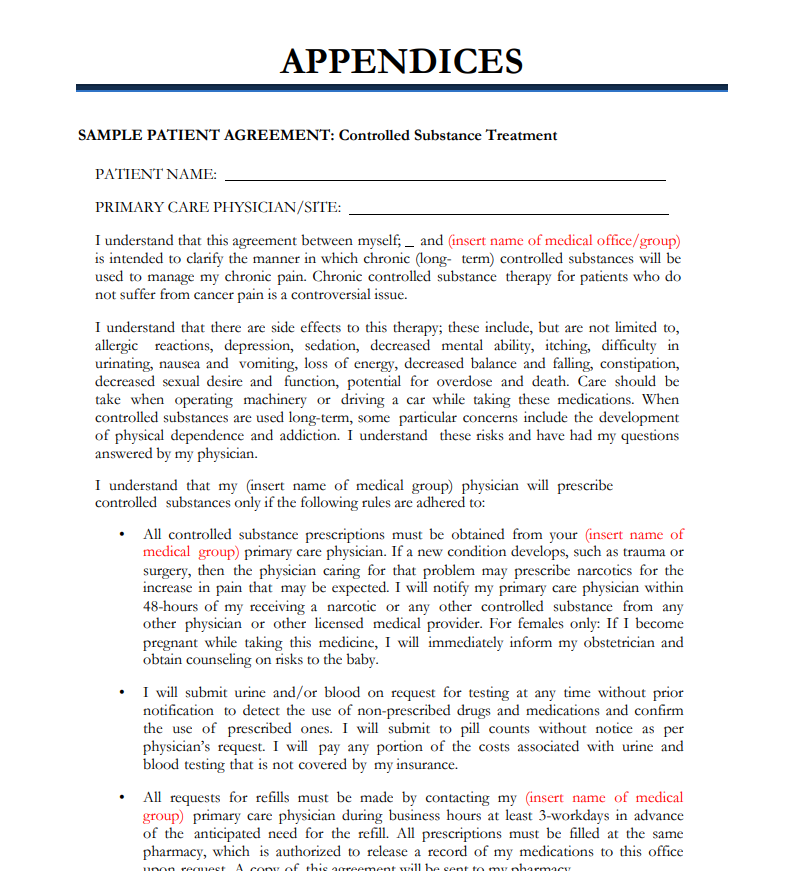 APPENDICES
SAMPLE PATIENT AGREEMENT: Controlled Substance Treatment
PATIENT NAME:
PRIMARY CARE PHYSICIAN/SITE:
I understand that this agreement between myself; _ and (insert name of medical office/group)
is intended to clarify the manner in which chronic (long- term) controlled substances will be
used to manage my chronic pain. Chronic controlled substance therapy for patients who do
not suffer from cancer pain is a controversial issue.
I understand that there are side effects to this therapy; these include, but are not limited to,
allergic reactions, depression, sedation, decreased mental ability, itching, difficulty in
urinating, nausea and vomiting, loss of energy, decreased balance and falling, constipation,
decreased sexual desire and function, potential for overdose and death. Care should be
take when operating machinery or driving a car while taking these medications. When
controlled substances are used long-term, some particular concerns include the development
of physical dependence and addiction. I understand these risks and have had my questions
answered by my physician.
I understand that my (insert name of medical group) physician will prescribe
controlled substances only if the following rules are adhered to:
• All controlled substance prescriptions must be obtained from your (insert name of
medical group) primary care physician. If a new condition develops, such as trauma or
surgery, then the physician caring for that problem may prescribe narcotics for the
increase in pain that may be expected. I will notify my primary care physician within
48-hours of my receiving a narcotic or any other controlled substance from any
other physician or other licensed medical provider. For females only: If I become
pregnant while taking this medicine, I will immediately inform my obstetrician and
obtain counseling on risks to the baby.
• I will submit urine and/or blood on request for testing at any time without prior
notification to detect the use of non-prescribed drugs and medications and confirm
the use of prescribed ones. I will submit to pill counts without notice as per
physician's request. I will pay any portion of the costs associated with urine and
blood testing that is not covered by my insurance.
• All requests for refills must be made by contacting my (insert name of medical
group) primary care physician during business hours at least 3-workdays in advance
of the anticipated need for the refill. All prescriptions must be filled at the same
pharmacy, which is authorized to release a record of my medications to this office
upon request. A copy of this agreement will be sent to my pharmacy.